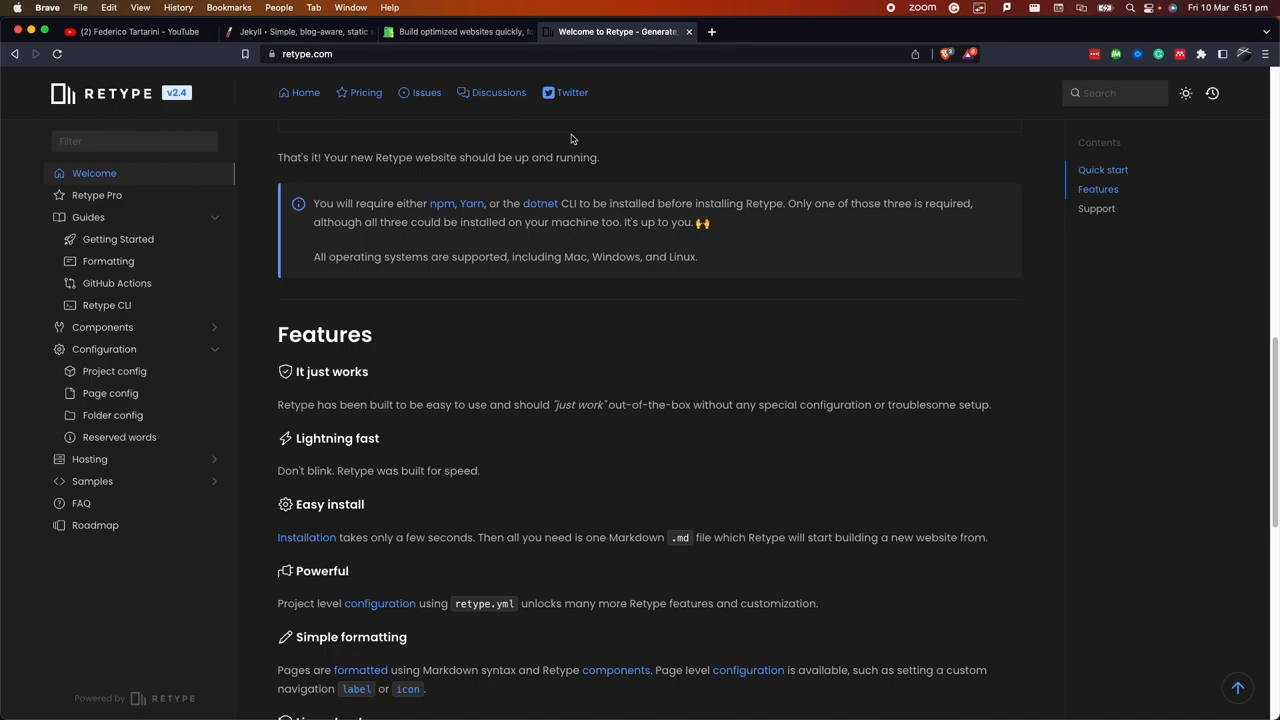 Brave File Edit View History Bookmarks People Tab Window Help zoom Fri 10 Mar 6:51 pm
(2) Federico Tartarini - YouTube
Jekyll • Simple, blog-aware, static s
Build optimized websites quickly, fo
Welcome to Retype - Generate,
retype.com
RETYPE v2.4
Home Pricing Issues Discussions Twitter
Search
Filter
Welcome
Retype Pro
Guides
Getting Started
Formatting
GitHub Actions
Retype CLI
Components
Configuration
Project config
Page config
Folder config
Reserved words
Hosting
Samples
FAQ
Roadmap
Powered by RETYPE
That's it! Your new Retype website should be up and running.
You will require either npm, Yarn, or the dotnet CLI to be installed before installing Retype. Only one of those three is required,
although all three could be installed on your machine too. It's up to you. 🙌
All operating systems are supported, including Mac, Windows, and Linux.
Features
It just works
Retype has been built to be easy to use and should "just work" out-of-the-box without any special configuration or troublesome setup.
Lightning fast
Don't blink. Retype was built for speed.
Easy install
Installation takes only a few seconds. Then all you need is one Markdown .md file which Retype will start building a new website from.
Powerful
Project level configuration using retype.yml unlocks many more Retype features and customization.
Simple formatting
Pages are formatted using Markdown syntax and Retype components. Page level configuration is available, such as setting a custom
navigation label or icon.
Contents
Quick start
Features
Support